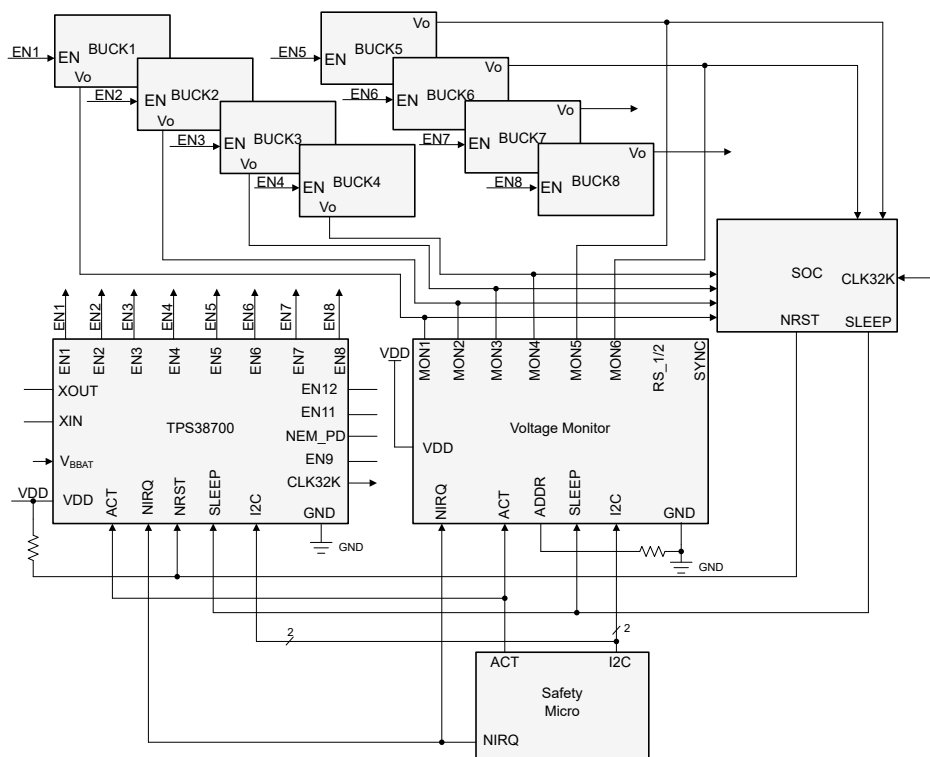 Vo
EN1
EN
BUCK1
Vo
EN5
EN
BUCK5
Vo
EN2
EN
BUCK2
Vo
EN6
EN
BUCK6
Vo
EN3
EN
BUCK3
Vo
EN7
EN
BUCK7
Vo
EN4
EN
BUCK4
Vo
EN8
EN
BUCK8
SOC
CLK32K
NRST
SLEEP
EN1
EN2
EN3
EN4
EN5
EN6
EN7
EN8
EN1
EN2
EN3
EN4
EN5
EN6
EN7
EN8
XOUT
XIN
VBBAT
VDD
VDD
TPS38700
EN12
EN11
NEM_PD
EN9
CLK32K
GND
GND
ACT
NIRQ
NRST
SLEEP
I2C
VDD
VDD
MON1
MON2
MON3
MON4
MON5
MON6
RS_1/2
SYNC
Voltage Monitor
NIRQ
ACT
ADDR
SLEEP
I2C
GND
GND
2
2
ACT
I2C
Safety
Micro
NIRQ